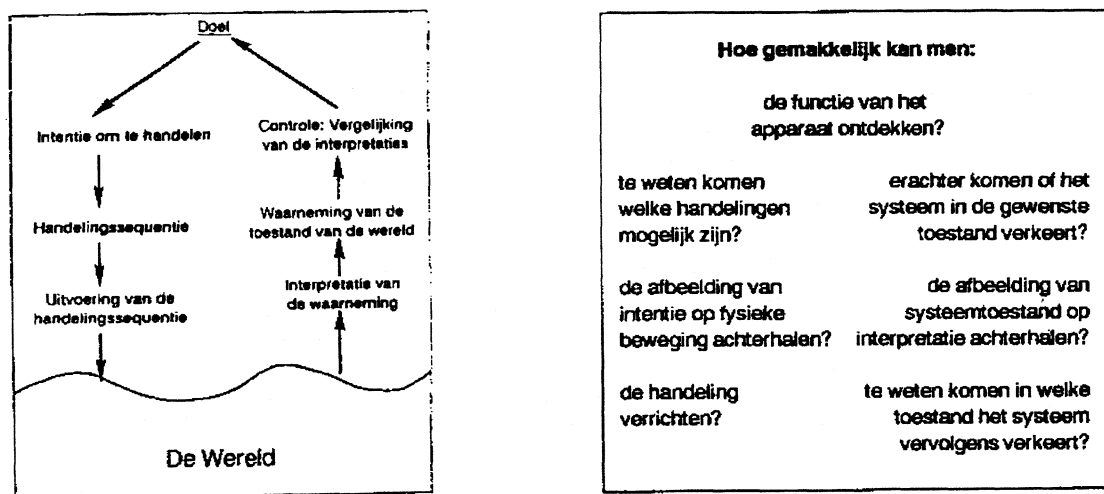 Doel
Intentie om te handelen
Handelingssequentie
Uitvoering van de
handelingssequentie
Controle: Vergelijking
van de interpretaties
Waarneming van de
toestand van de wereld
Interpretatie van
de waarneming
De Wereld
Hoe gemakkelijk kan men:
de functie van het
apparaat ontdekken?
te weten komen
welke handelingen
mogelijk zijn?
erachter komen of het
systeem in de gewenste
toestand verkeert?
de afbeelding van
intentie op fysieke
beweging achterhalen?
de afbeelding van
systeemtoestand op
interpretatie achterhalen?
de handeling
verrichten?
te weten komen in welke
toestand het systeem
vervolgens verkeert?